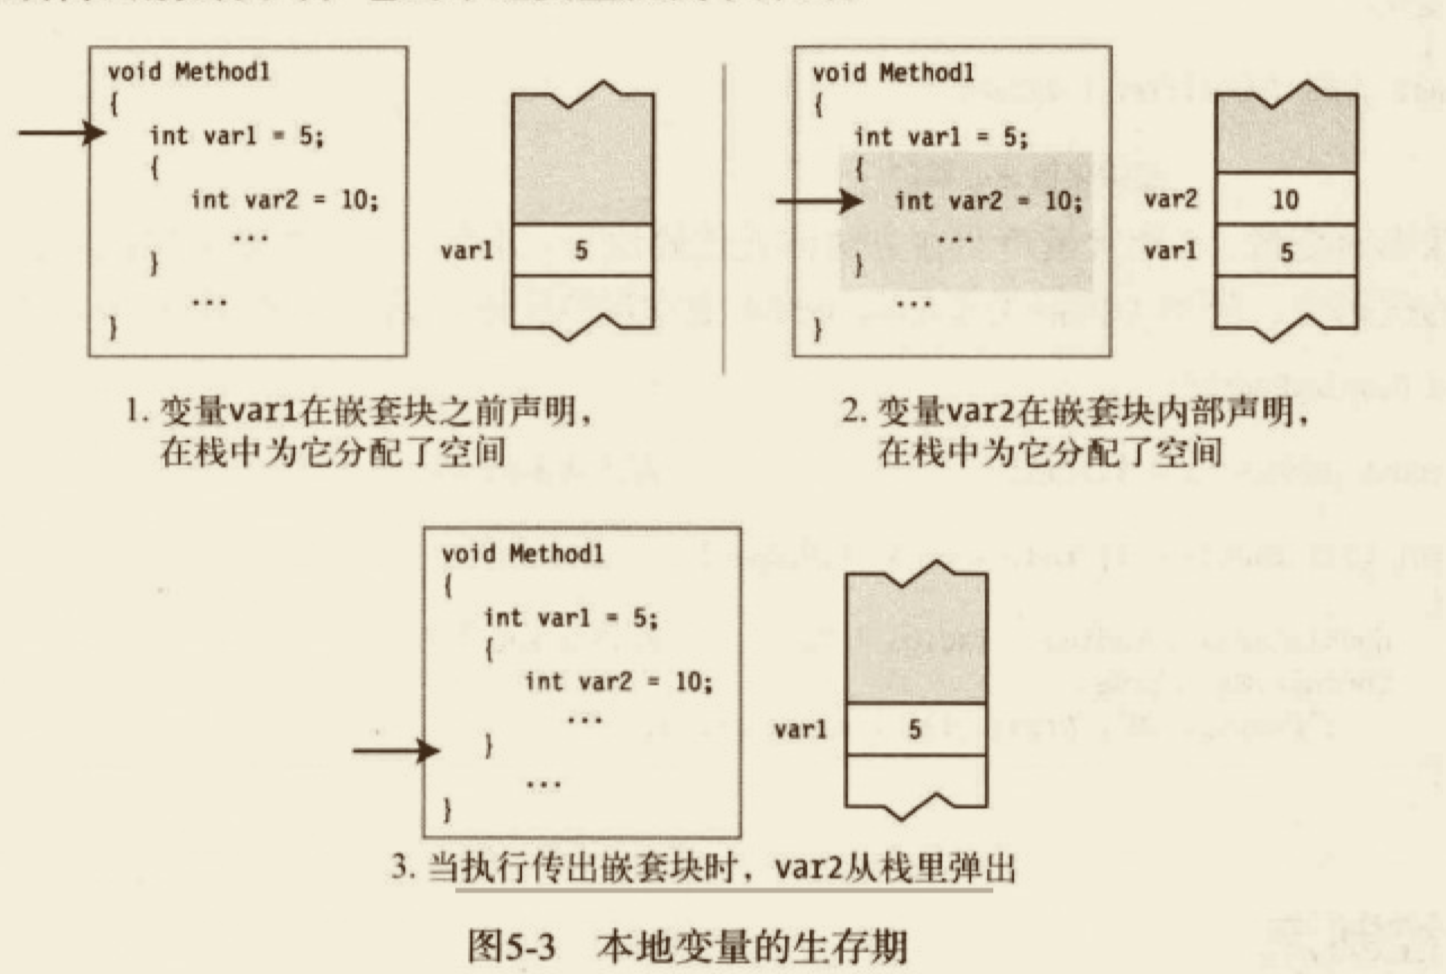 void Method1
{
int var1 = 5;
{
int var2 = 10;
...
}
...
}
var1
5
1. 变量var1在嵌套块之前声明，
在栈中为它分配了空间
void Method1
{
int var1 = 5;
{
int var2 = 10;
...
}
...
}
var2
10
var1
5
2. 变量var2在嵌套块内部声明，
在栈中为它分配了空间
void Method1
{
int var1 = 5;
{
int var2 = 10;
...
}
...
}
var1
5
3. 当执行传出嵌套块时，var2从栈里弹出
图5-3 本地变量的生存期